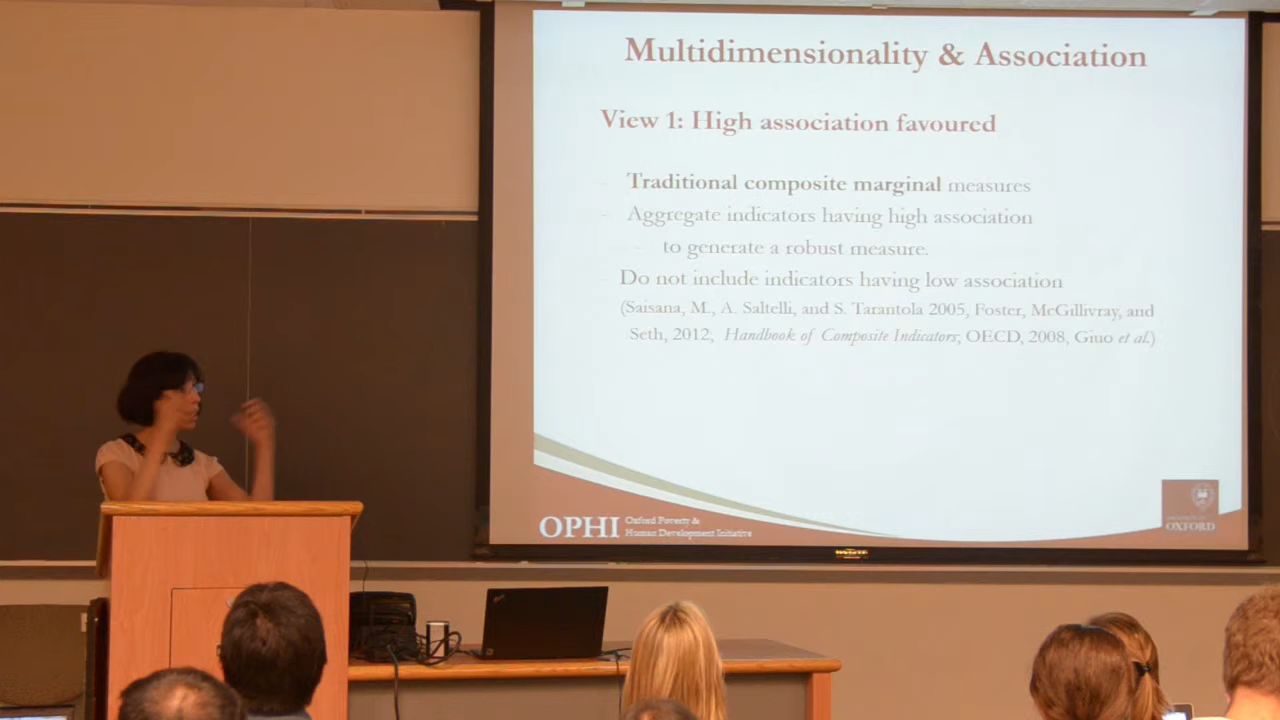 Multidimensionality & Association
View 1: High association favoured
- Traditional composite marginal measures
- Aggregate indicators having high association
- to generate a robust measure.
- Do not include indicators having low association
(Saisana, M., A. Saltelli, and S. Tarantola 2005, Foster, McGillivray, and
Seth, 2012; Handbook of Composite Indicators, OECD, 2008, Giuo et al.)
OPHI Oxford Poverty &
Human Development Initiative
OXFORD